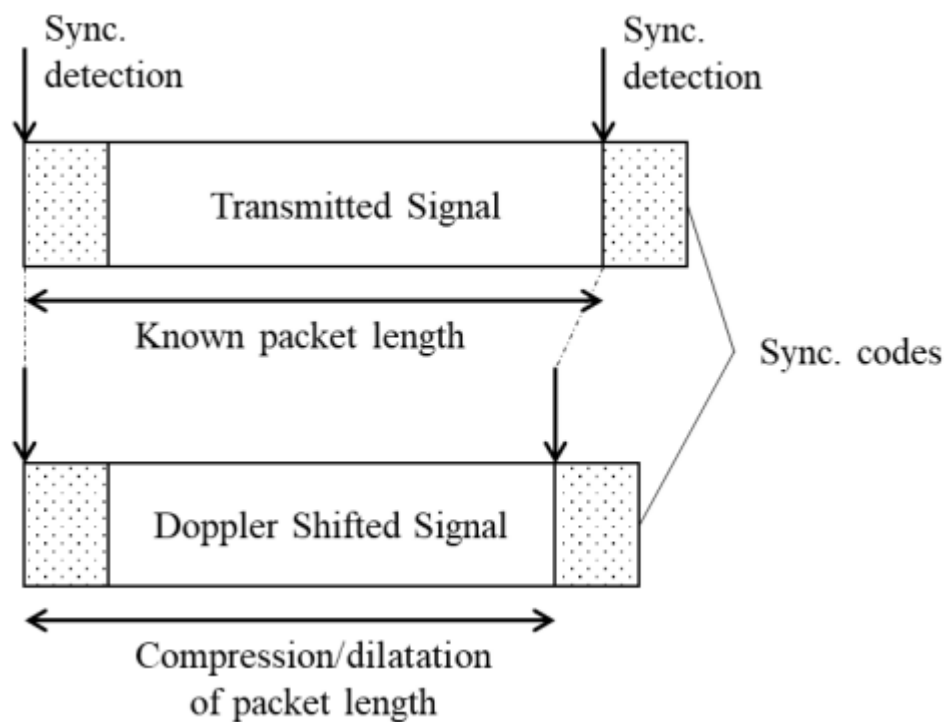 Sync.
detection
Sync.
detection
Transmitted Signal
Known packet length
Sync. codes
Doppler Shifted Signal
Compression/dilatation
of packet length